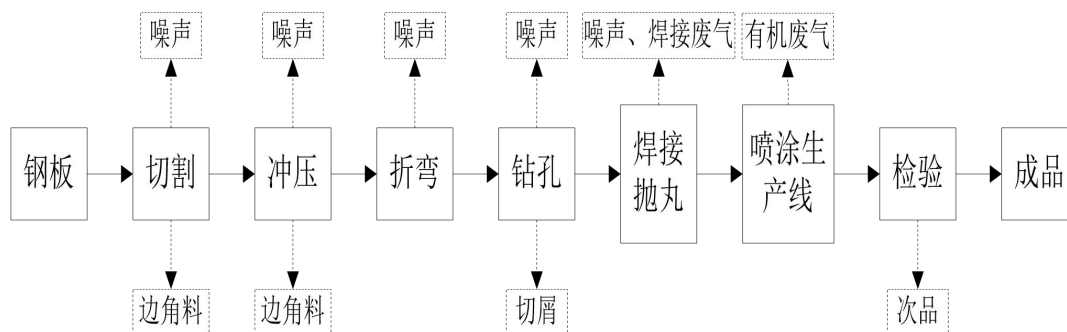 噪声
噪声
噪声
噪声
噪声、焊接废气
有机废气
钢板
切割
冲压
折弯
钻孔
焊接
抛丸
喷涂生
产线
检验
成品
边角料
边角料
切屑
次品